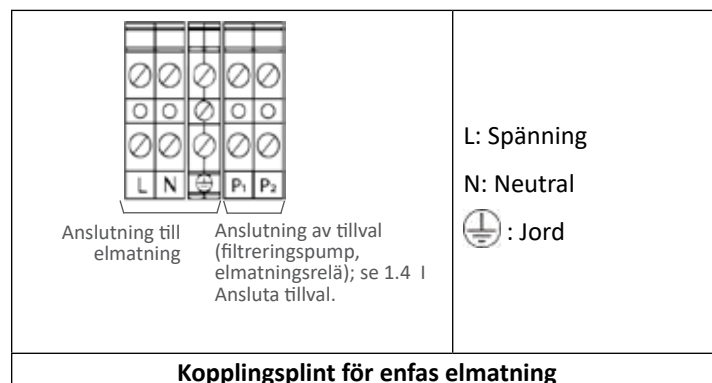 L N ⏚ P₁ P₂
Anslutning till
elmatning
Anslutning av tillval
(filtreringspump,
elmatningsrelä); se 1.4 I
Ansluta tillval.
L: Spänning
N: Neutral
⏚ : Jord
Kopplingsplint för enfas elmatning